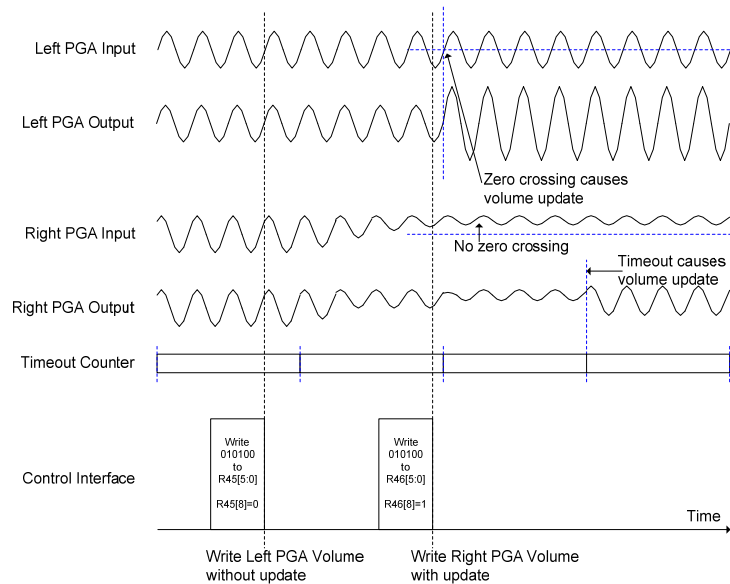 Left PGA Input
Left PGA Output
Zero crossing causes
volume update
Right PGA Input
No zero crossing
Timeout causes
volume update
Right PGA Output
Timeout Counter
Control Interface
Write
010100
to
R45[5:0]
R45[8]=0
Write
010100
to
R46[5:0]
R46[8]=1
Time
Write Left PGA Volume
without update
Write Right PGA Volume
with update